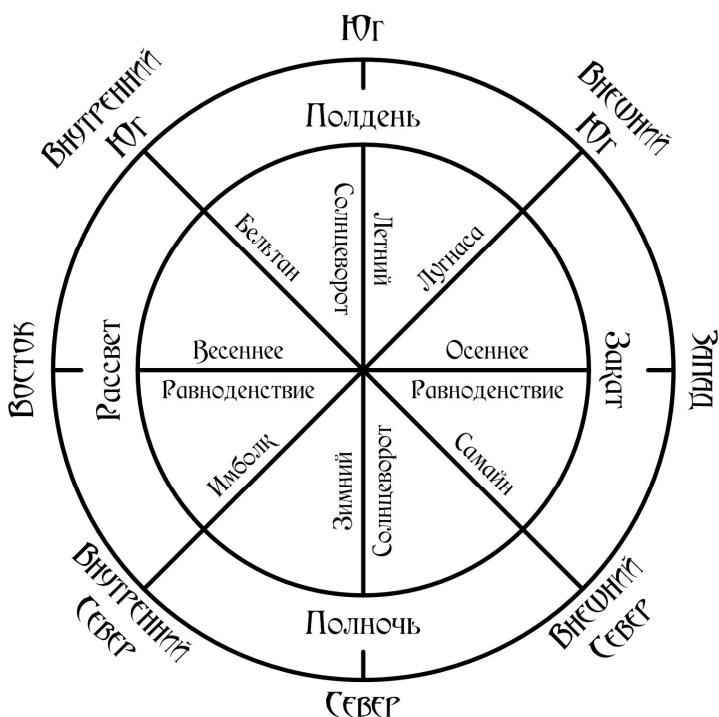 Юг
Внутренний
Юг
Внешний
Юг
Полдень
Летний
Солнцеворот
Бельтан
Лугнаса
Восток
Рассвет
Весеннее
Равноденствие
Осеннее
Равноденствие
Закат
Запад
Имболк
Зимний
Солнцеворот
Самайн
Внутренний
Север
Полночь
Внешний
Север
Север